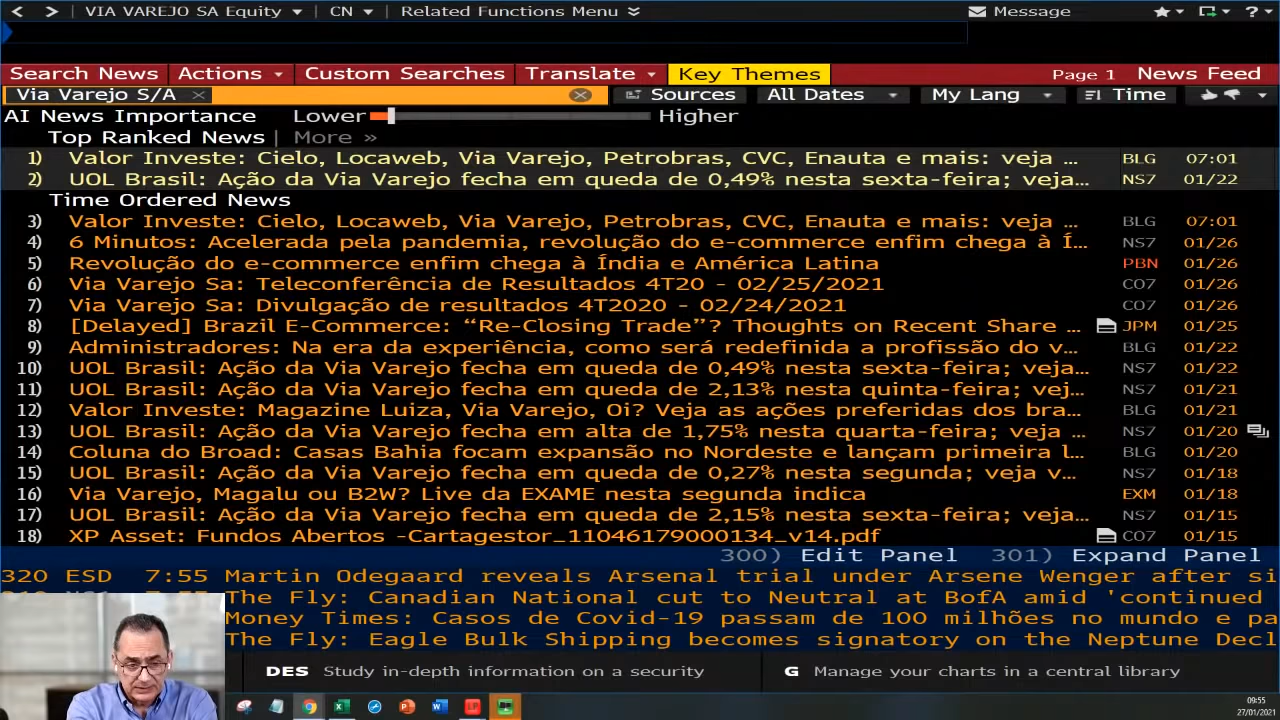 VIA VAREJO SA Equity CN Related Functions Menu Message
Search News Actions Custom Searches Translate Key Themes Page 1 News Feed
Via Varejo S/A Sources All Dates My Lang Time
AI News Importance Lower Higher
Top Ranked News | More »
1) Valor Investe: Cielo, Locaweb, Via Varejo, Petrobras, CVC, Enauta e mais: veja ... BLG 07:01
2) UOL Brasil: Ação da Via Varejo fecha em queda de 0,49% nesta sexta-feira; veja... NS7 01/22
Time Ordered News
3) Valor Investe: Cielo, Locaweb, Via Varejo, Petrobras, CVC, Enauta e mais: veja ... BLG 07:01
4) 6 Minutos: Acelerada pela pandemia, revolução do e-commerce enfim chega à Í... NS7 01/26
5) Revolução do e-commerce enfim chega à Índia e América Latina PBN 01/26
6) Via Varejo Sa: Teleconferência de Resultados 4T20 - 02/25/2021 CO7 01/26
7) Via Varejo Sa: Divulgação de resultados 4T2020 - 02/24/2021 CO7 01/26
8) [Delayed] Brazil E-Commerce: “Re-Closing Trade”? Thoughts on Recent Share ... JPM 01/25
9) Administradores: Na era da experiência, como será redefinida a profissão do v... BLG 01/22
10) UOL Brasil: Ação da Via Varejo fecha em queda de 0,49% nesta sexta-feira; veja... NS7 01/22
11) UOL Brasil: Ação da Via Varejo fecha em queda de 2,13% nesta quinta-feira; vej... NS7 01/21
12) Valor Investe: Magazine Luiza, Via Varejo, Oi? Veja as ações preferidas dos bra... BLG 01/21
13) UOL Brasil: Ação da Via Varejo fecha em alta de 1,75% nesta quarta-feira; veja ... NS7 01/20
14) Coluna do Broad: Casas Bahia focam expansão no Nordeste e lançam primeira l... BLG 01/20
15) UOL Brasil: Ação da Via Varejo fecha em queda de 0,27% nesta segunda; veja v... NS7 01/18
16) Via Varejo, Magalu ou B2W? Live da EXAME nesta segunda indica EXM 01/18
17) UOL Brasil: Ação da Via Varejo fecha em queda de 2,15% nesta sexta-feira; veja... NS7 01/15
18) XP Asset: Fundos Abertos -Cartagestor_11046179000134_v14.pdf CO7 01/15
300) Edit Panel 301) Expand Panel
320 ESD 7:55 Martin Odegaard reveals Arsenal trial under Arsene Wenger after si
The Fly: Canadian National cut to Neutral at BofA amid 'continued
Money Times: Casos de Covid-19 passam de 100 milhões no mundo e pa
The Fly: Eagle Bulk Shipping becomes signatory on the Neptune Decl
DES Study in-depth information on a security G Manage your charts in a central library
09:55
27/01/2021